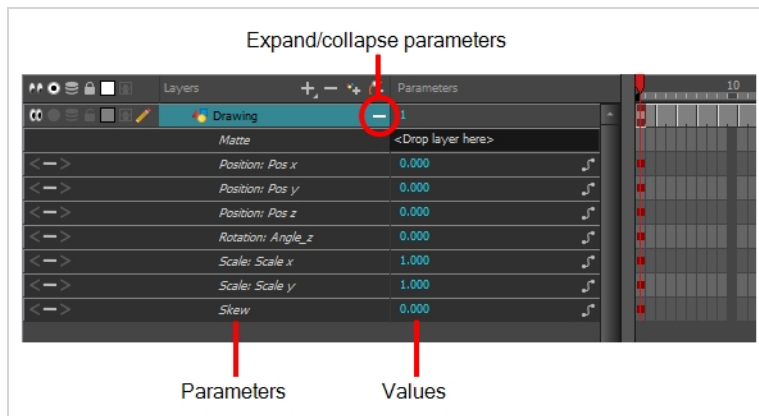 Expand/collapse parameters
Layers Parameters 10
Drawing 1
Matte <Drop layer here>
Position: Pos x 0.000
Position: Pos y 0.000
Position: Pos z 0.000
Rotation: Angle_z 0.000
Scale: Scale x 1.000
Scale: Scale y 1.000
Skew 0.000
Parameters Values